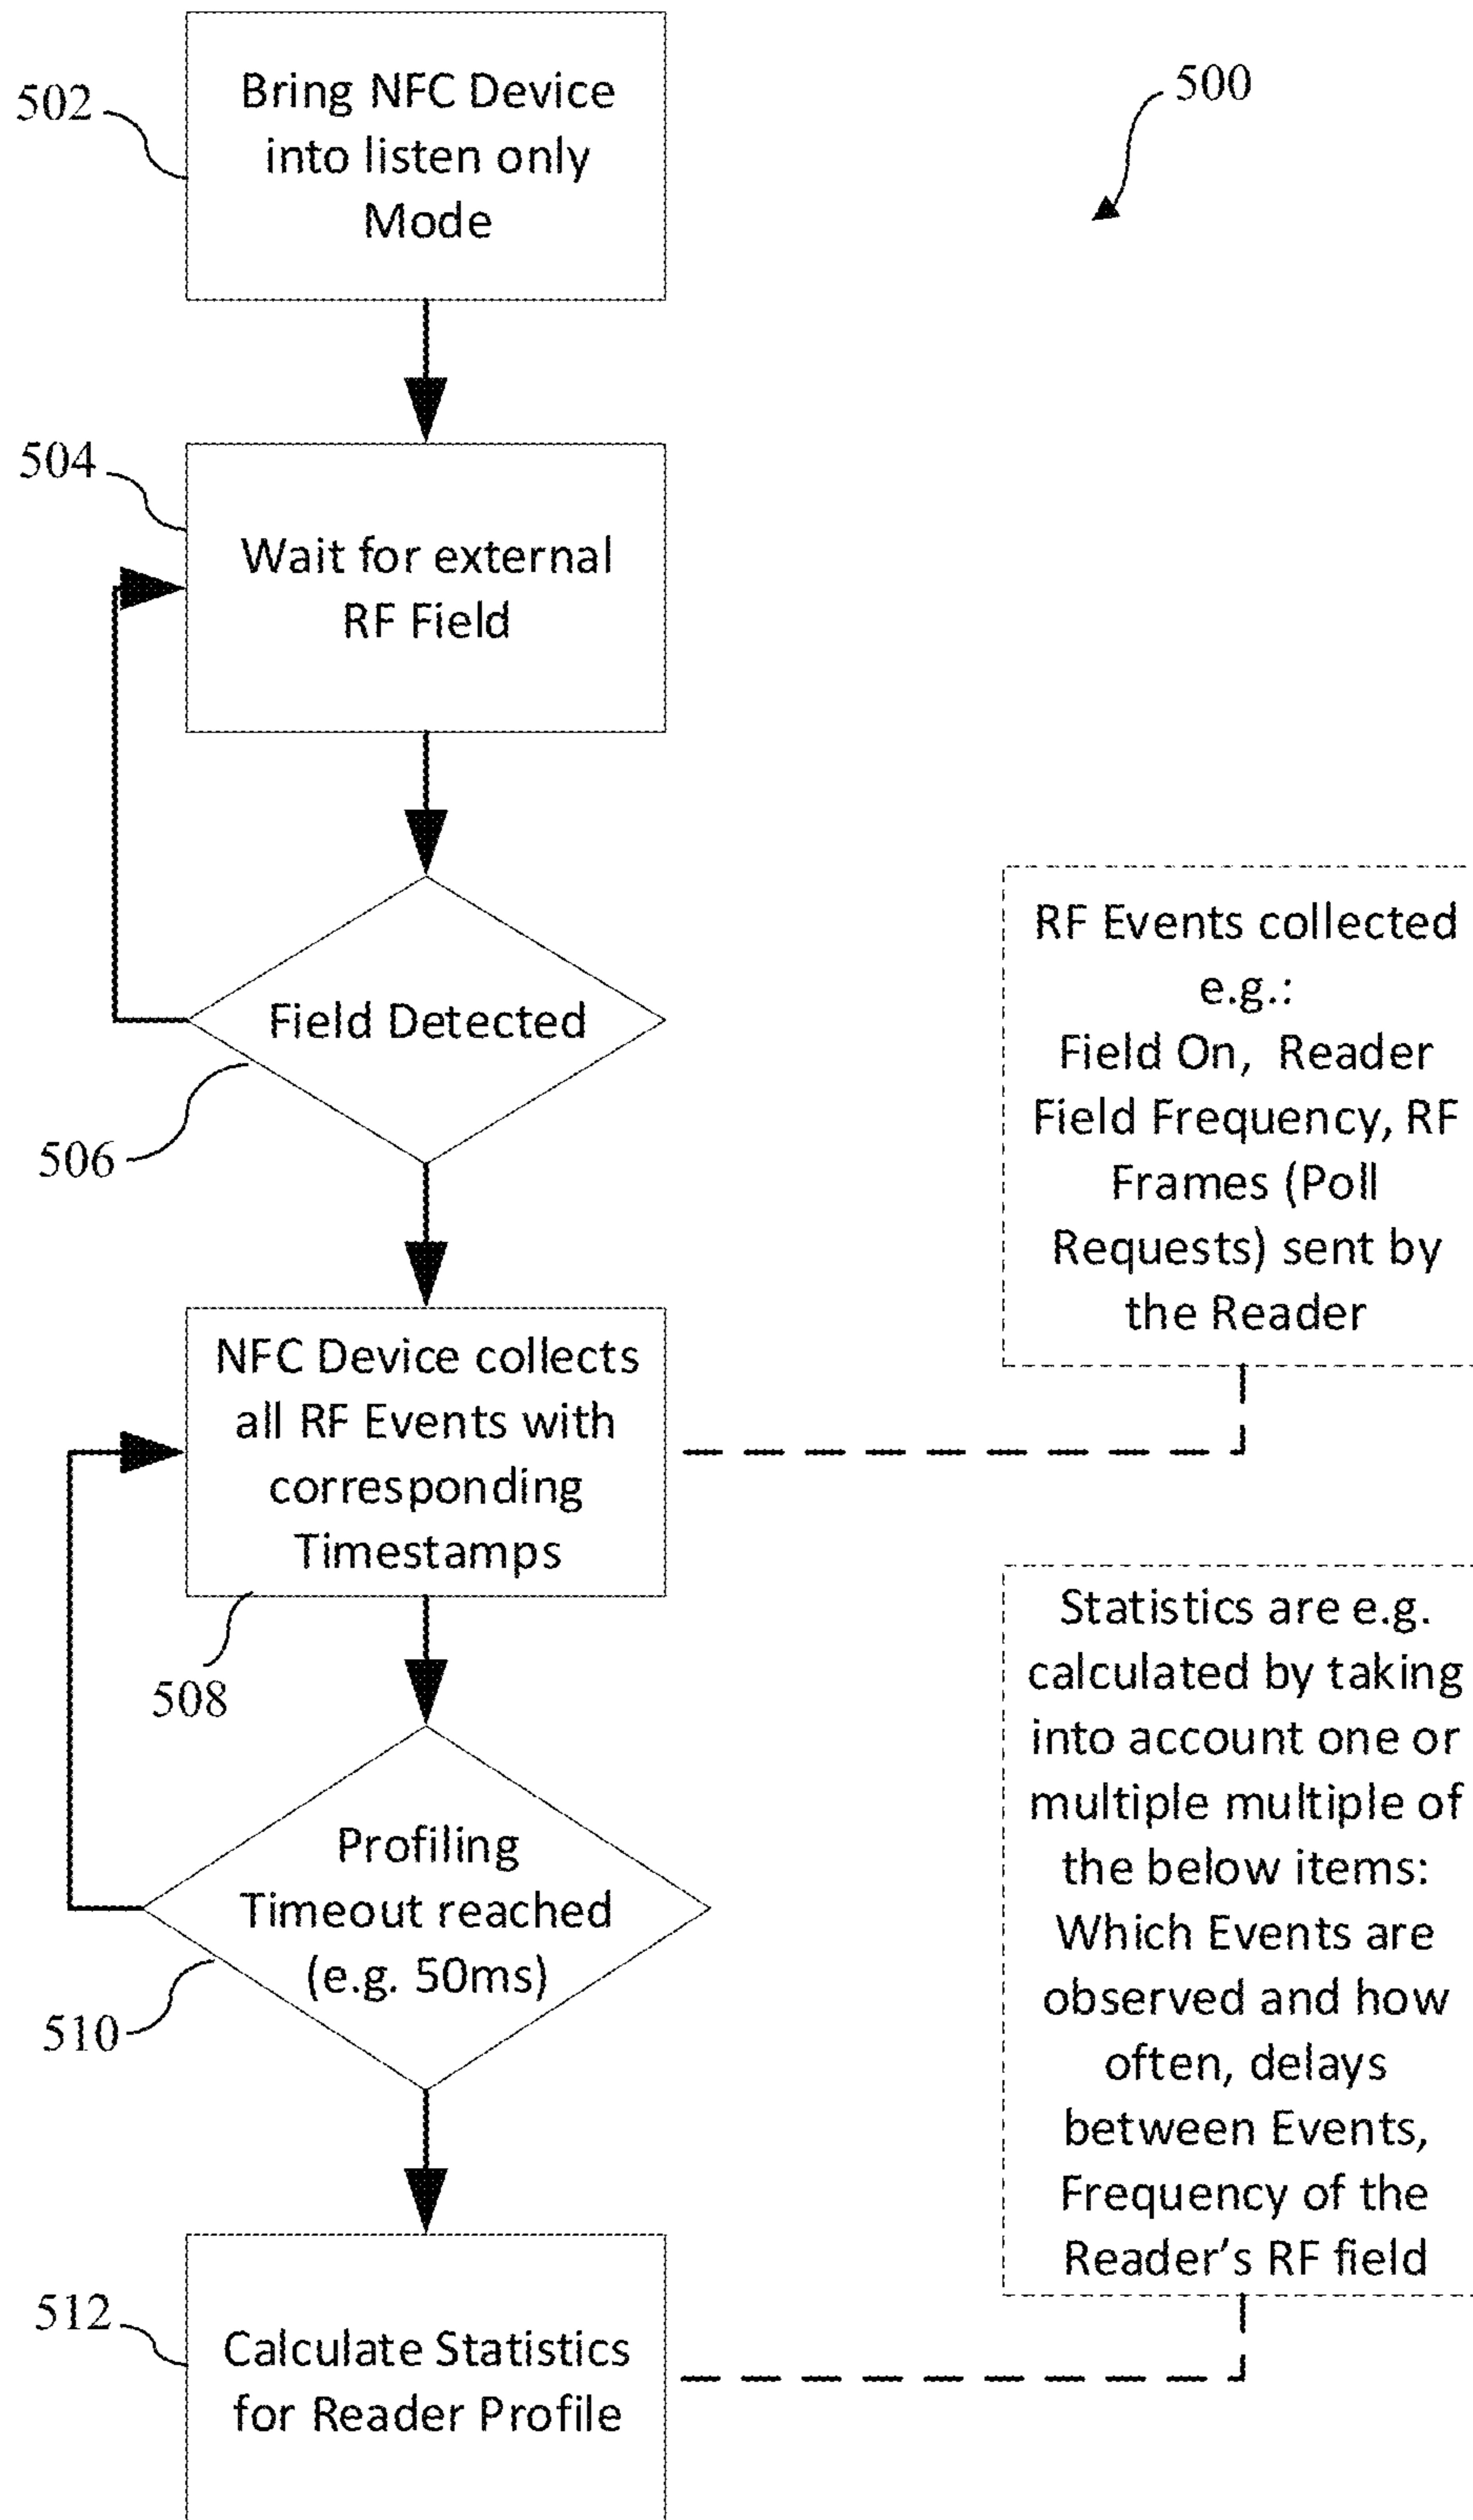 500
502
Bring NFC Device
into listen only
Mode
504
Wait for external
RF Field
Field Detected
506
RF Events collected
e.g.:
Field On, Reader
Field Frequency, RF
Frames (Poll
Requests) sent by
the Reader
NFC Device collects
all RF Events with
corresponding
Timestamps
508
Profiling
Timeout reached
(e.g. 50ms)
510
Statistics are e.g.
calculated by taking
into account one or
multiple multiple of
the below items:
Which Events are
observed and how
often, delays
between Events,
Frequency of the
Reader's RF field
512
Calculate Statistics
for Reader Profile